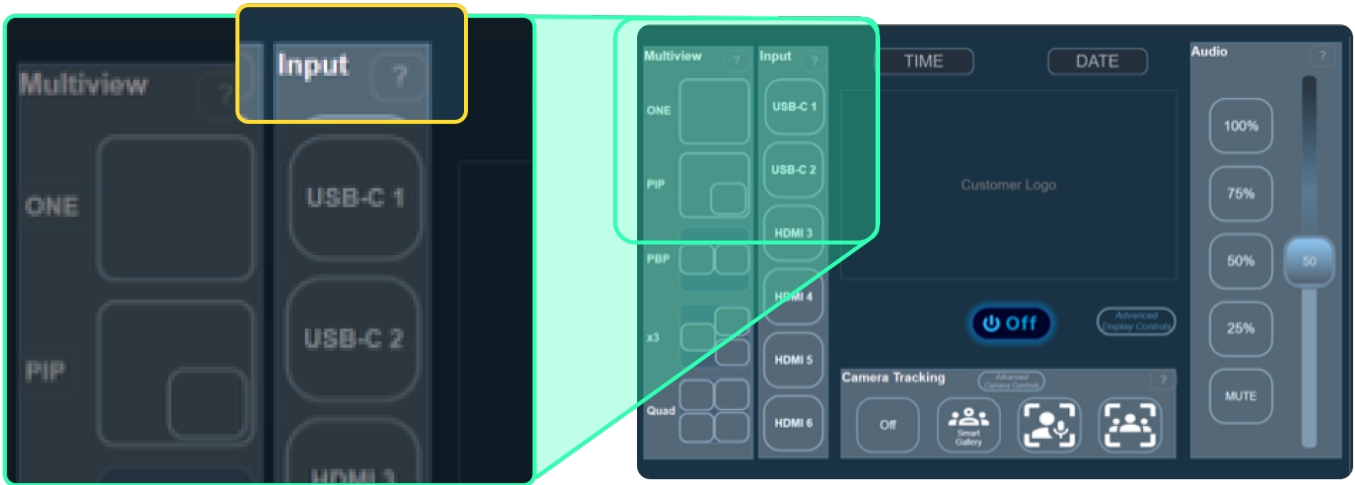 Multiview ?
Input ?
ONE
USB-C 1
USB-C 2
PIP
HDMI 3
Multiview ?
ONE
PIP
PBP
x3
Quad
Input ?
USB-C 1
USB-C 2
HDMI 3
HDMI 4
HDMI 5
HDMI 6
TIME
DATE
Customer Logo
Off
Advanced
Display Controls
Camera Tracking
Advanced
Camera Controls
?
Off
Smart
Gallery
Audio ?
100%
75%
50%
25%
MUTE
50